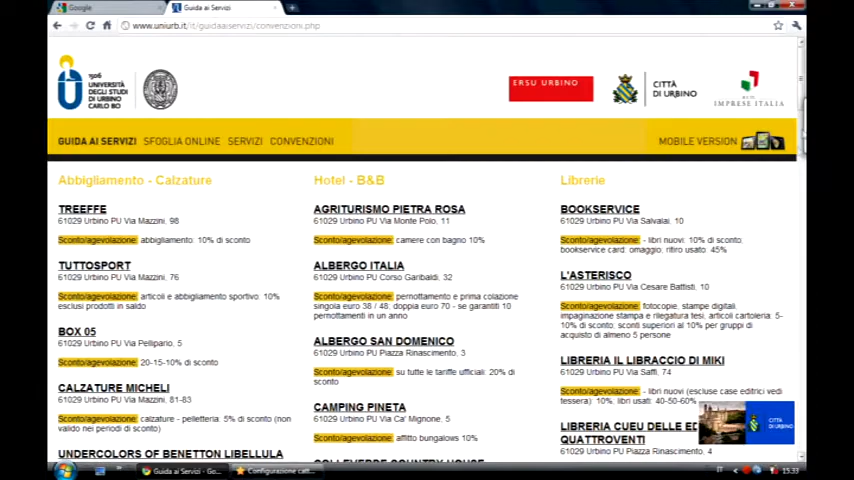 Google
Guida ai Servizi
www.uniurb.it/it/guidaaiservizi/convenzioni.php
1506
UNIVERSITÀ
DEGLI STUDI
DI URBINO
CARLO BO
ERSU URBINO
CITTÀ
DI URBINO
IMPRESE ITALIA
GUIDA AI SERVIZI SFOGLIA ONLINE SERVIZI CONVENZIONI
MOBILE VERSION
Abbigliamento - Calzature
TREEFFE
61029 Urbino PU Via Mazzini, 98
Sconto/agevolazione: abbigliamento: 10% di sconto
TUTTOSPORT
61029 Urbino PU Via Mazzini, 76
Sconto/agevolazione: articoli e abbigliamento sportivo: 10%
esclusi prodotti in saldo
BOX 05
61029 Urbino PU Via Pellipario, 5
Sconto/agevolazione: 20-15-10% di sconto
CALZATURE MICHELI
61029 Urbino PU Via Mazzini, 81-83
Sconto/agevolazione: calzature - pelletteria: 5% di sconto (non
valido nei periodi di sconto)
UNDERCOLORS OF BENETTON LIBELLULA
Hotel - B&B
AGRITURISMO PIETRA ROSA
61029 Urbino PU Via Monte Polo, 11
Sconto/agevolazione: camere con bagno 10%
ALBERGO ITALIA
61029 Urbino PU Corso Garibaldi, 32
Sconto/agevolazione: pernottamento e prima colazione
singola euro 38 / 48; doppia euro 70 - se garantiti 10
pernottamenti in un anno
ALBERGO SAN DOMENICO
61029 Urbino PU Piazza Rinascimento, 3
Sconto/agevolazione: su tutte le tariffe ufficiali: 20% di
sconto
CAMPING PINETA
61029 Urbino PU Via Ca' Mignone, 5
Sconto/agevolazione: affitto bungalows 10%
COLLEVERDE COUNTRY HOUSE
Librerie
BOOKSERVICE
61029 Urbino PU Via Salvalai, 10
Sconto/agevolazione: - libri nuovi: 10% di sconto;
bookservice card: omaggio; ritiro usato: 45%
L'ASTERISCO
61029 Urbino PU Via Cesare Battisti, 10
Sconto/agevolazione: fotocopie, stampe digitali,
impaginazione stampa e rilegatura tesi, articoli cartoleria: 5-
10% di sconto; sconti superiori al 10% per gruppi di
acquisto di almeno 5 persone
LIBRERIA IL LIBRACCIO DI MIKI
61029 Urbino PU Via Saffi, 74
Sconto/agevolazione: - libri nuovi (escluse case editrici vedi
tessera): 10%, libri usati: 40-50-60%
LIBRERIA CUEU DELLE ED
QUATTROVENTI
61029 Urbino PU Piazza Rinascimento, 4
CITTÀ
DI URBINO
Guida ai Servizi - Go...
Configurazione catt...
IT
15.33